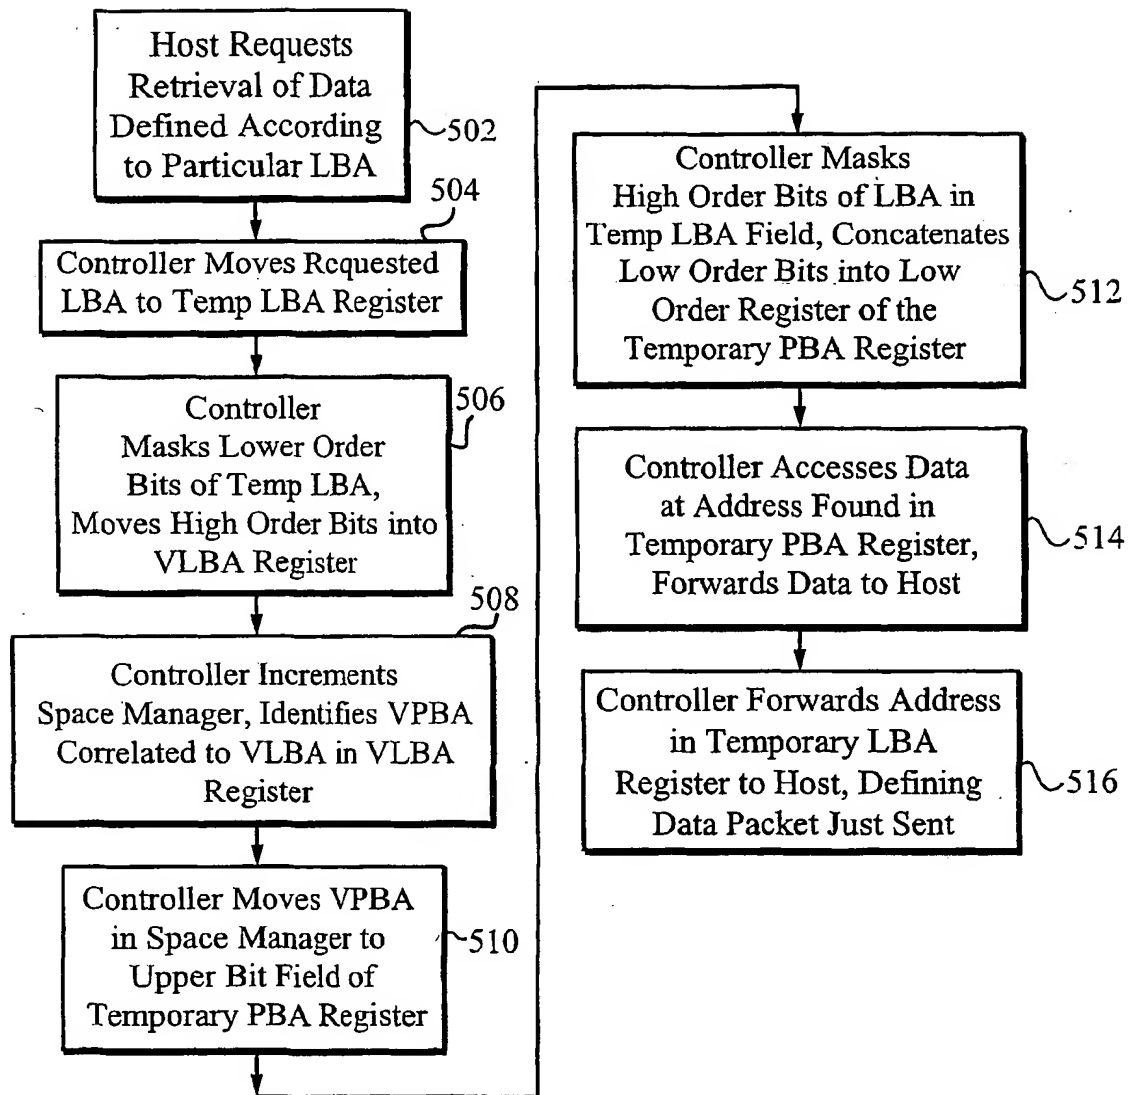 Host Requests
Retrieval of Data
Defined According
to Particular LBA
502
504
Controller Moves Requested
LBA to Temp LBA Register
506
Controller
Masks Lower Order
Bits of Temp LBA,
Moves High Order Bits into
VLBA Register
508
Controller Increments
Space Manager, Identifies VPBA
Correlated to VLBA in VLBA
Register
Controller Moves VPBA
in Space Manager to
Upper Bit Field of
Temporary PBA Register
510
Controller Masks
High Order Bits of LBA in
Temp LBA Field, Concatenates
Low Order Bits into Low
Order Register of the
Temporary PBA Register
512
Controller Accesses Data
at Address Found in
Temporary PBA Register,
Forwards Data to Host
514
Controller Forwards Address
in Temporary LBA
Register to Host, Defining
Data Packet Just Sent
516